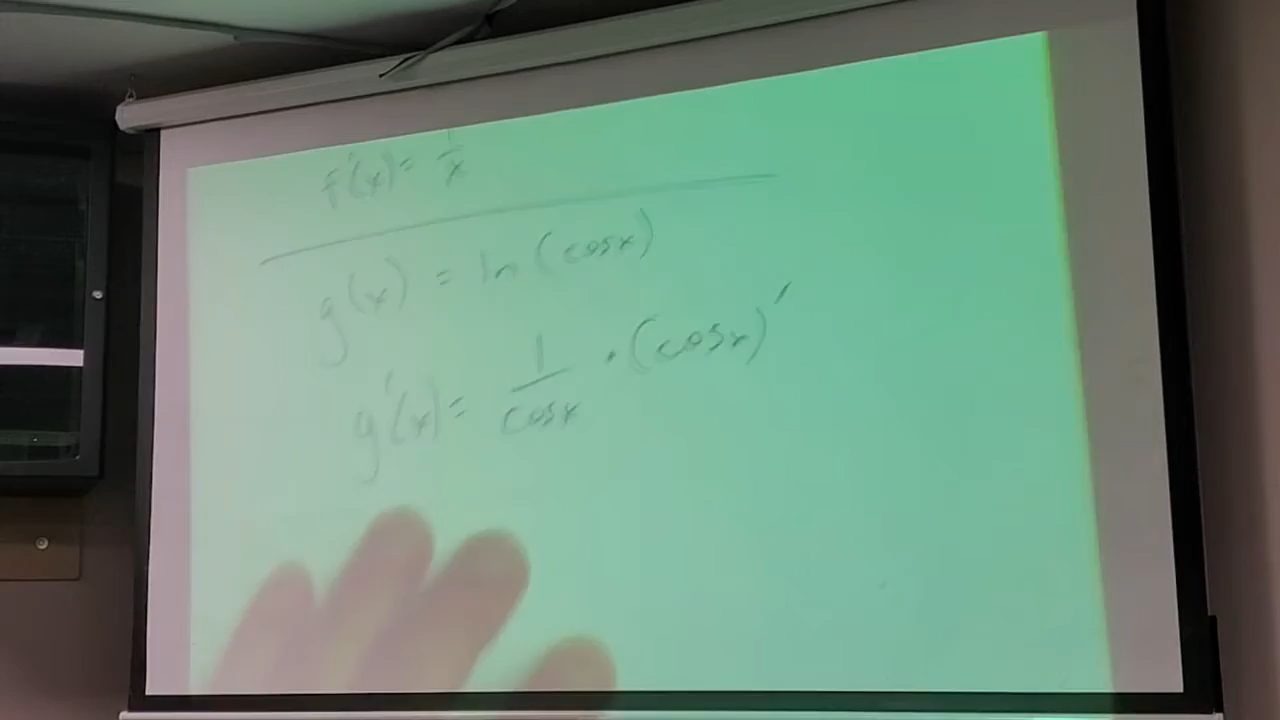 f'(x) = 1/x
g(x) = ln(cosx)
g'(x) = 1/cosx · (cosx)'